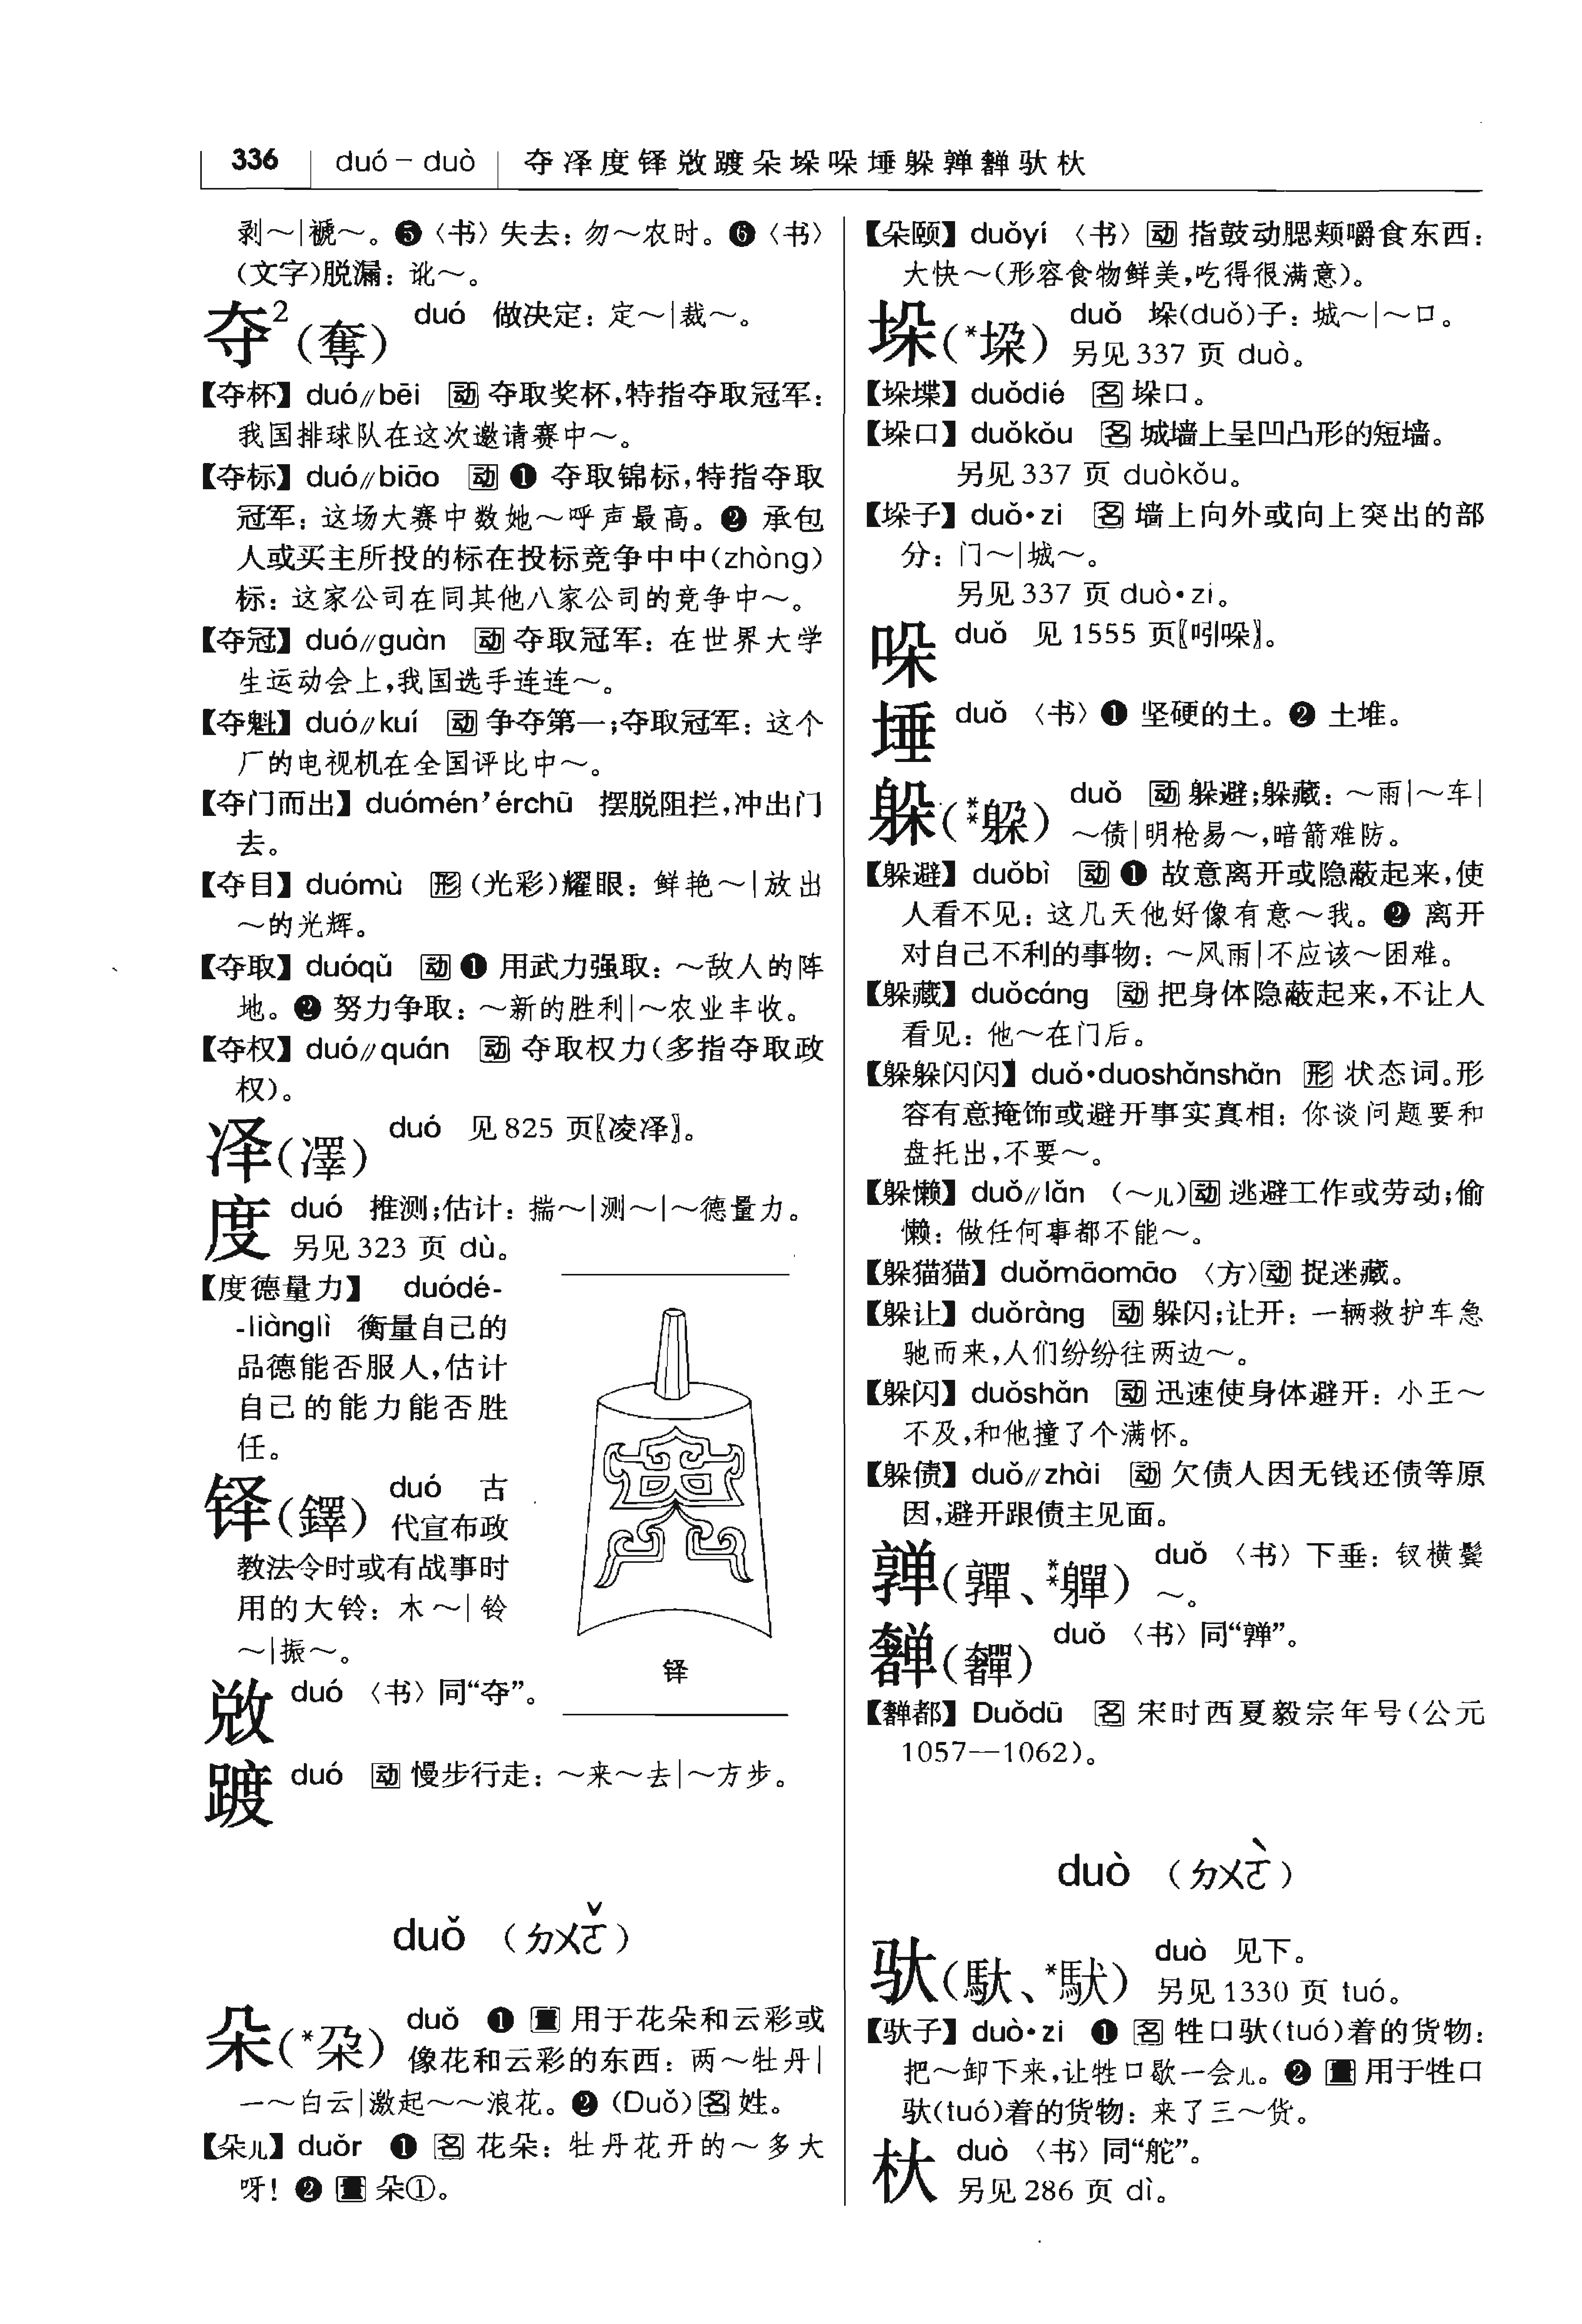 336 duó－duò 夺泽度铎敚踱朵垛哚埵躲亸奲驮杕
剥～|褫～。❺〈书〉失去：勿～农时。❻〈书〉
(文字)脱漏：讹～。
夺²(奪) duó 做决定：定～|裁～。
【夺杯】duó∥bēi 动 夺取奖杯,特指夺取冠军：
我国排球队在这次邀请赛中～。
【夺标】duó∥biāo 动 ❶ 夺取锦标,特指夺取
冠军：这场大赛中数她～呼声最高。❷ 承包
人或买主所投的标在投标竞争中中(zhòng)
标：这家公司在同其他八家公司的竞争中～。
【夺冠】duó∥guàn 动 夺取冠军：在世界大学
生运动会上,我国选手连连～。
【夺魁】duó∥kuí 动 争夺第一;夺取冠军：这个
厂的电视机在全国评比中～。
【夺门而出】duómén’érchū 摆脱阻拦,冲出门
去。
【夺目】duómù 形 (光彩)耀眼：鲜艳～|放出
～的光辉。
【夺取】duóqǔ 动 ❶ 用武力强取：～敌人的阵
地。❷ 努力争取：～新的胜利|～农业丰收。
【夺权】duó∥quán 动 夺取权力(多指夺取政
权)。
𪶒(澤) duó 见825 页〖凌泽〗。
度 duó 推测;估计：揣～|测～|～德量力。
另见323 页 dù。
【度德量力】 duódé-
-liànglì 衡量自己的
品德能否服人,估计
自己的能力能否胜
任。
铎(鐸) duó 古
代宣布政
教法令时或有战事时
用的大铃：木～|铃
～|振～。
铎
敚 duó 〈书〉同“夺”。
踱 duó 动 慢步行走：～来～去|～方步。
duǒ （ㄉㄨㄛˇ）
朵(*朶) duǒ ❶ 量 用于花朵和云彩或
像花和云彩的东西：两～牡丹|
一～白云|激起～～浪花。❷ (Duǒ)名 姓。
【朵儿】duǒr ❶ 名 花朵：牡丹花开的～多大
呀！❷ 量 朵①。
【朵颐】duǒyí 〈书〉动 指鼓动腮颊嚼食东西：
大快～(形容食物鲜美,吃得很满意)。
垛(*垜) duǒ 垛(duǒ)子：城～|～口。
另见337 页 duò。
【垛堞】duǒdié 名 垛口。
【垛口】duǒkǒu 名 城墙上呈凹凸形的短墙。
另见337 页 duòkǒu。
【垛子】duǒ•zi 名 墙上向外或向上突出的部
分：门～|城～。
另见337 页 duò•zi。
哚 duǒ 见 1555 页〖吲哚〗。
埵 duǒ 〈书〉❶ 坚硬的土。❷ 土堆。
躲(**躱) duǒ 动 躲避;躲藏：～雨|～车|
～债|明枪易～,暗箭难防。
【躲避】duǒbì 动 ❶ 故意离开或隐蔽起来,使
人看不见：这几天他好像有意～我。❷ 离开
对自己不利的事物：～风雨|不应该～困难。
【躲藏】duǒcáng 动 把身体隐蔽起来,不让人
看见：他～在门后。
【躲躲闪闪】duǒ•duoshǎnshǎn 形 状态词。形
容有意掩饰或避开事实真相：你谈问题要和
盘托出,不要～。
【躲懒】duǒ∥lǎn (～儿)动 逃避工作或劳动;偷
懒：做任何事都不能～。
【躲猫猫】duǒmāomāo 〈方〉动 捉迷藏。
【躲让】duǒràng 动 躲闪;让开：一辆救护车急
驰而来,人们纷纷往两边～。
【躲闪】duǒshǎn 动 迅速使身体避开：小王～
不及,和他撞了个满怀。
【躲债】duǒ∥zhài 动 欠债人因无钱还债等原
因,避开跟债主见面。
亸(嚲、**軃) duǒ 〈书〉下垂：钗横鬓
～。
奲(奲) duǒ 〈书〉同“亸”。
【奲都】Duǒdū 名 宋时西夏毅宗年号(公元
1057—1062)。
duò （ㄉㄨㄛˋ）
驮(馱、*駄) duò 见下。
另见1330 页 tuó。
【驮子】duò•zi ❶ 名 牲口驮(tuó)着的货物：
把～卸下来,让牲口歇一会儿。❷ 量 用于牲口
驮(tuó)着的货物：来了三～货。
杕 duò 〈书〉同“舵”。
另见286 页 dì。